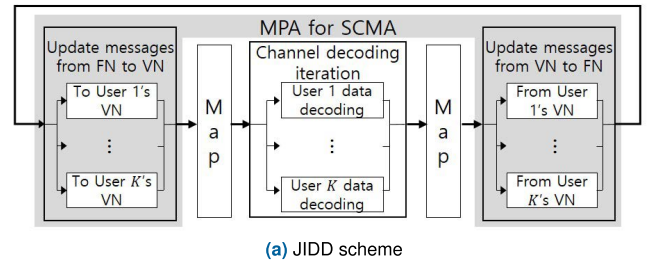 MPA for SCMA
Update messages
from FN to VN
To User 1's
VN
⋮
To User K's
VN
M
a
p
Channel decoding
iteration
User 1 data
decoding
⋮
User K data
decoding
M
a
p
Update messages
from VN to FN
From User
1's VN
⋮
From User
K's VN
(a) JIDD scheme